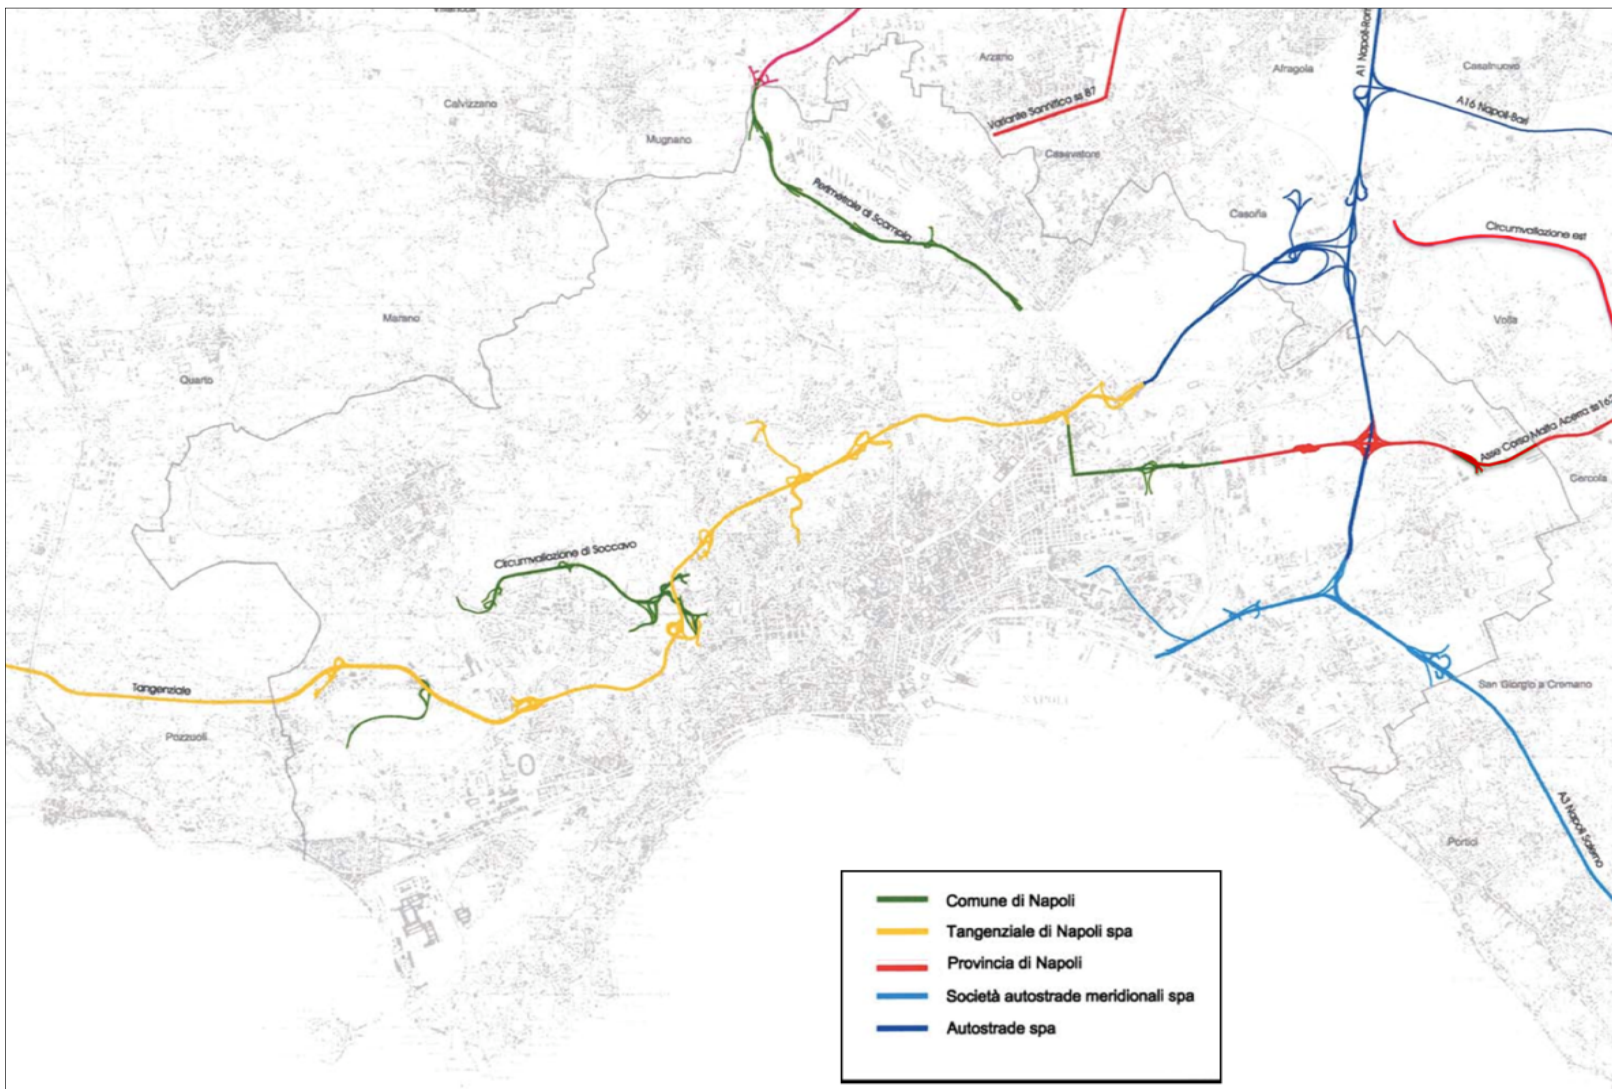 Arzano
A1 Napoli-Rom
Afragola
Casalnuovo
Calvizzano
Variante Sannitica ss 87
A16 Napoli-Bari
Mugnano
Casavatore
Perimetrale di Scampia
Casoria
Circumvallazione est
Marano
Volla
Quarto
Asse Corso Malta Acerra ss162
Cercola
Circumvallazione di Soccavo
Tangenziale
San Giorgio a Cremano
NAPOLI
Pozzuoli
A3 Napoli Salerno
Portici
Comune di Napoli
Tangenziale di Napoli spa
Provincia di Napoli
Società autostrade meridionali spa
Autostrade spa